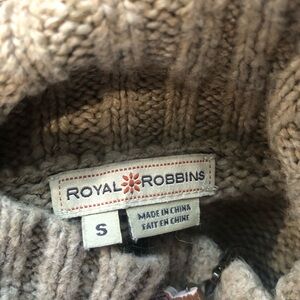 ROYAL ROBBINS
S
MADE IN CHINA
FAIT EN CHINE